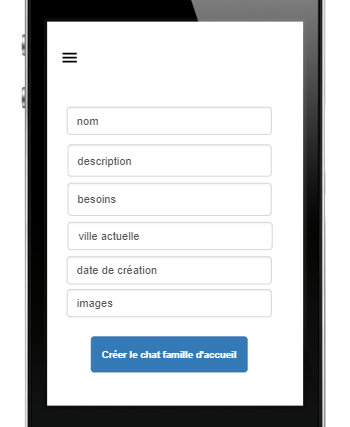 nom
description
besoins
ville actuelle
date de création
images
Créer le chat famille d'accueil